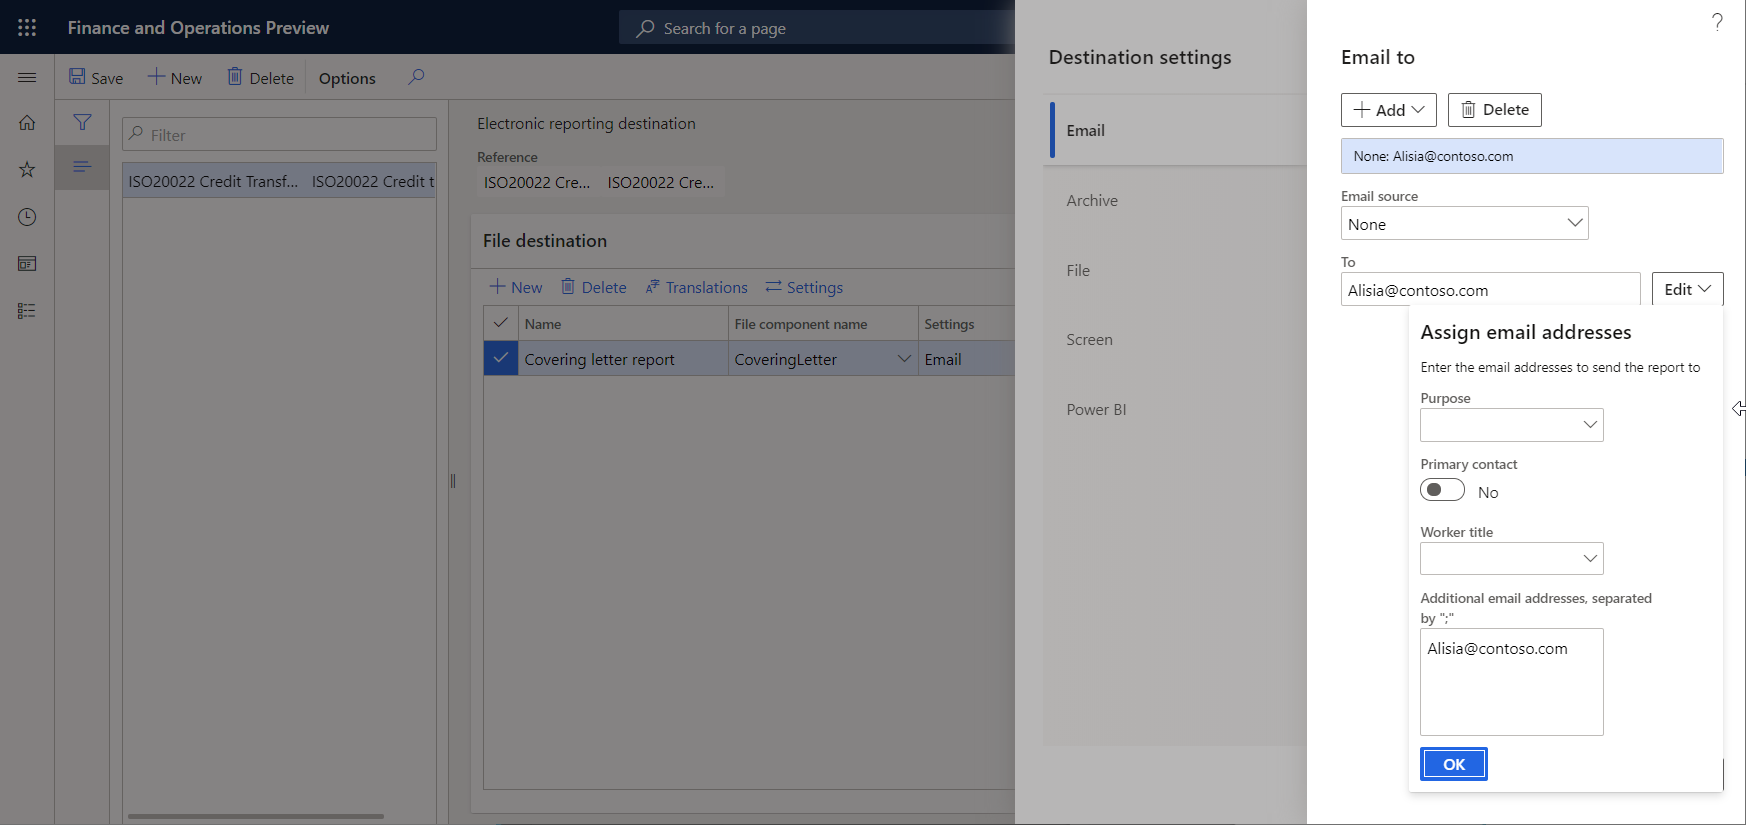 Finance and Operations Preview
Search for a page
Save
New
Delete
Options
Filter
ISO20022 Credit Transf... ISO20022 Credit t
Electronic reporting destination
Reference
ISO20022 Cre... ISO20022 Cre...
File destination
New
Delete
Translations
Settings
Name
File component name
Settings
Covering letter report
CoveringLetter
Email
Destination settings
Email
Archive
File
Screen
Power BI
?
Email to
Add
Delete
None: Alisia@contoso.com
Email source
None
To
Alisia@contoso.com
Edit
Assign email addresses
Enter the email addresses to send the report to
Purpose
Primary contact
No
Worker title
Additional email addresses, separated
by ";"
Alisia@contoso.com
OK